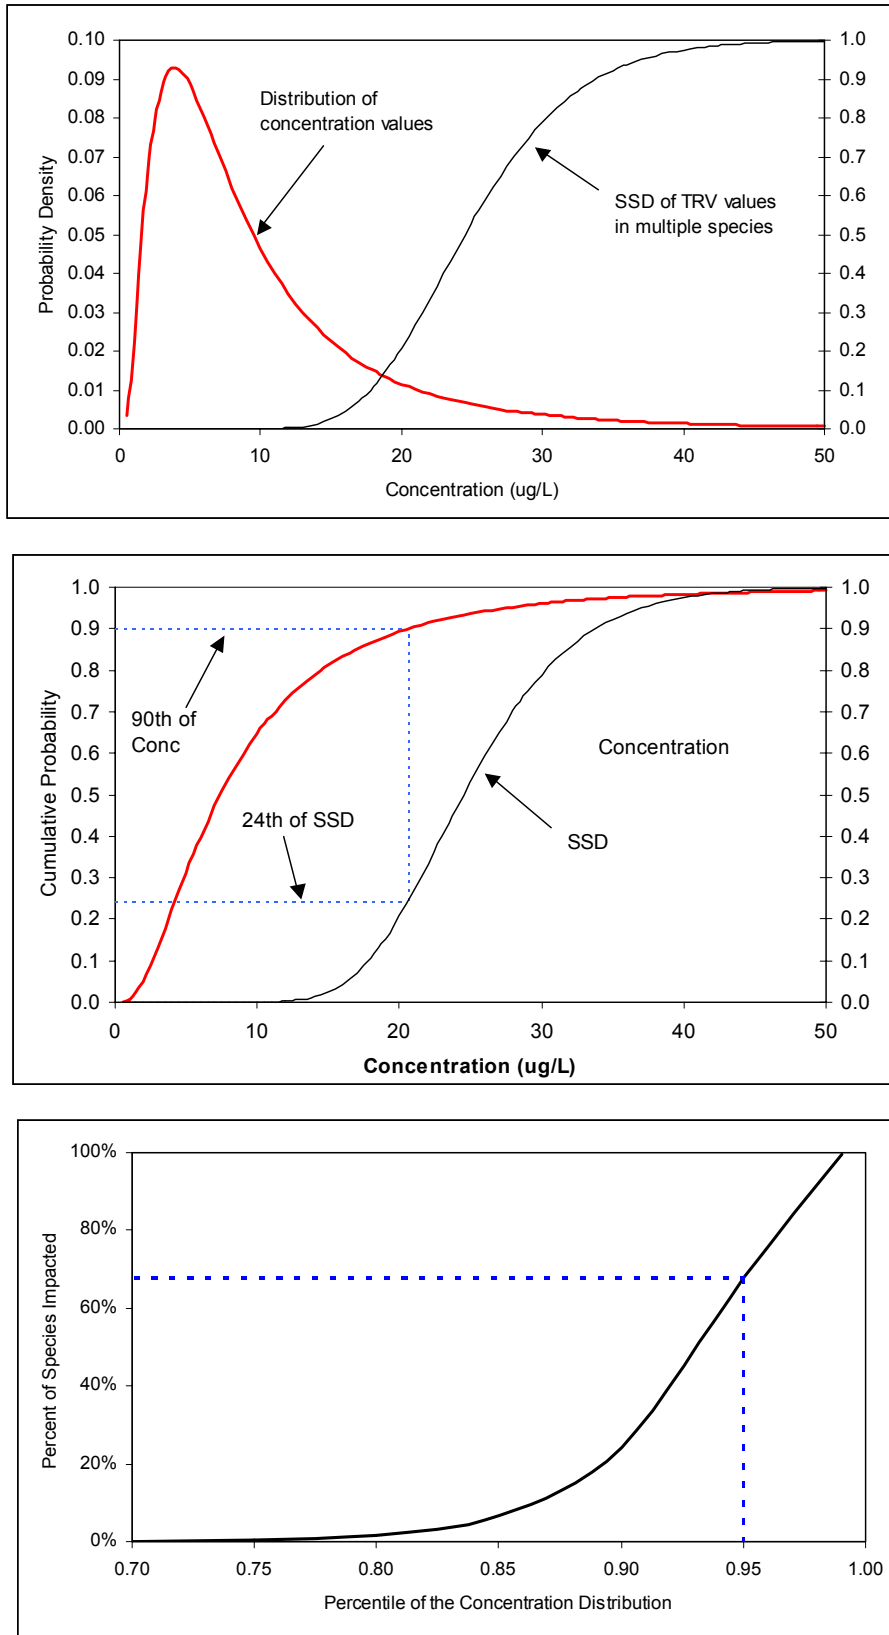 0.10
0.09
0.08
0.07
0.06
0.05
0.04
0.03
0.02
0.01
0.00
Probability Density
Distribution of
concentration values
SSD of TRV values
in multiple species
1.0
0.9
0.8
0.7
0.6
0.5
0.4
0.3
0.2
0.1
0.0
0 10 20 30 40 50
Concentration (ug/L)
1.0
0.9
0.8
0.7
0.6
0.5
0.4
0.3
0.2
0.1
0.0
Cumulative Probability
90th of
Conc
24th of SSD
Concentration
SSD
1.0
0.9
0.8
0.7
0.6
0.5
0.4
0.3
0.2
0.1
0.0
0 10 20 30 40 50
Concentration (ug/L)
100%
80%
60%
40%
20%
0%
Percent of Species Impacted
0.70 0.75 0.80 0.85 0.90 0.95 1.00
Percentile of the Concentration Distribution